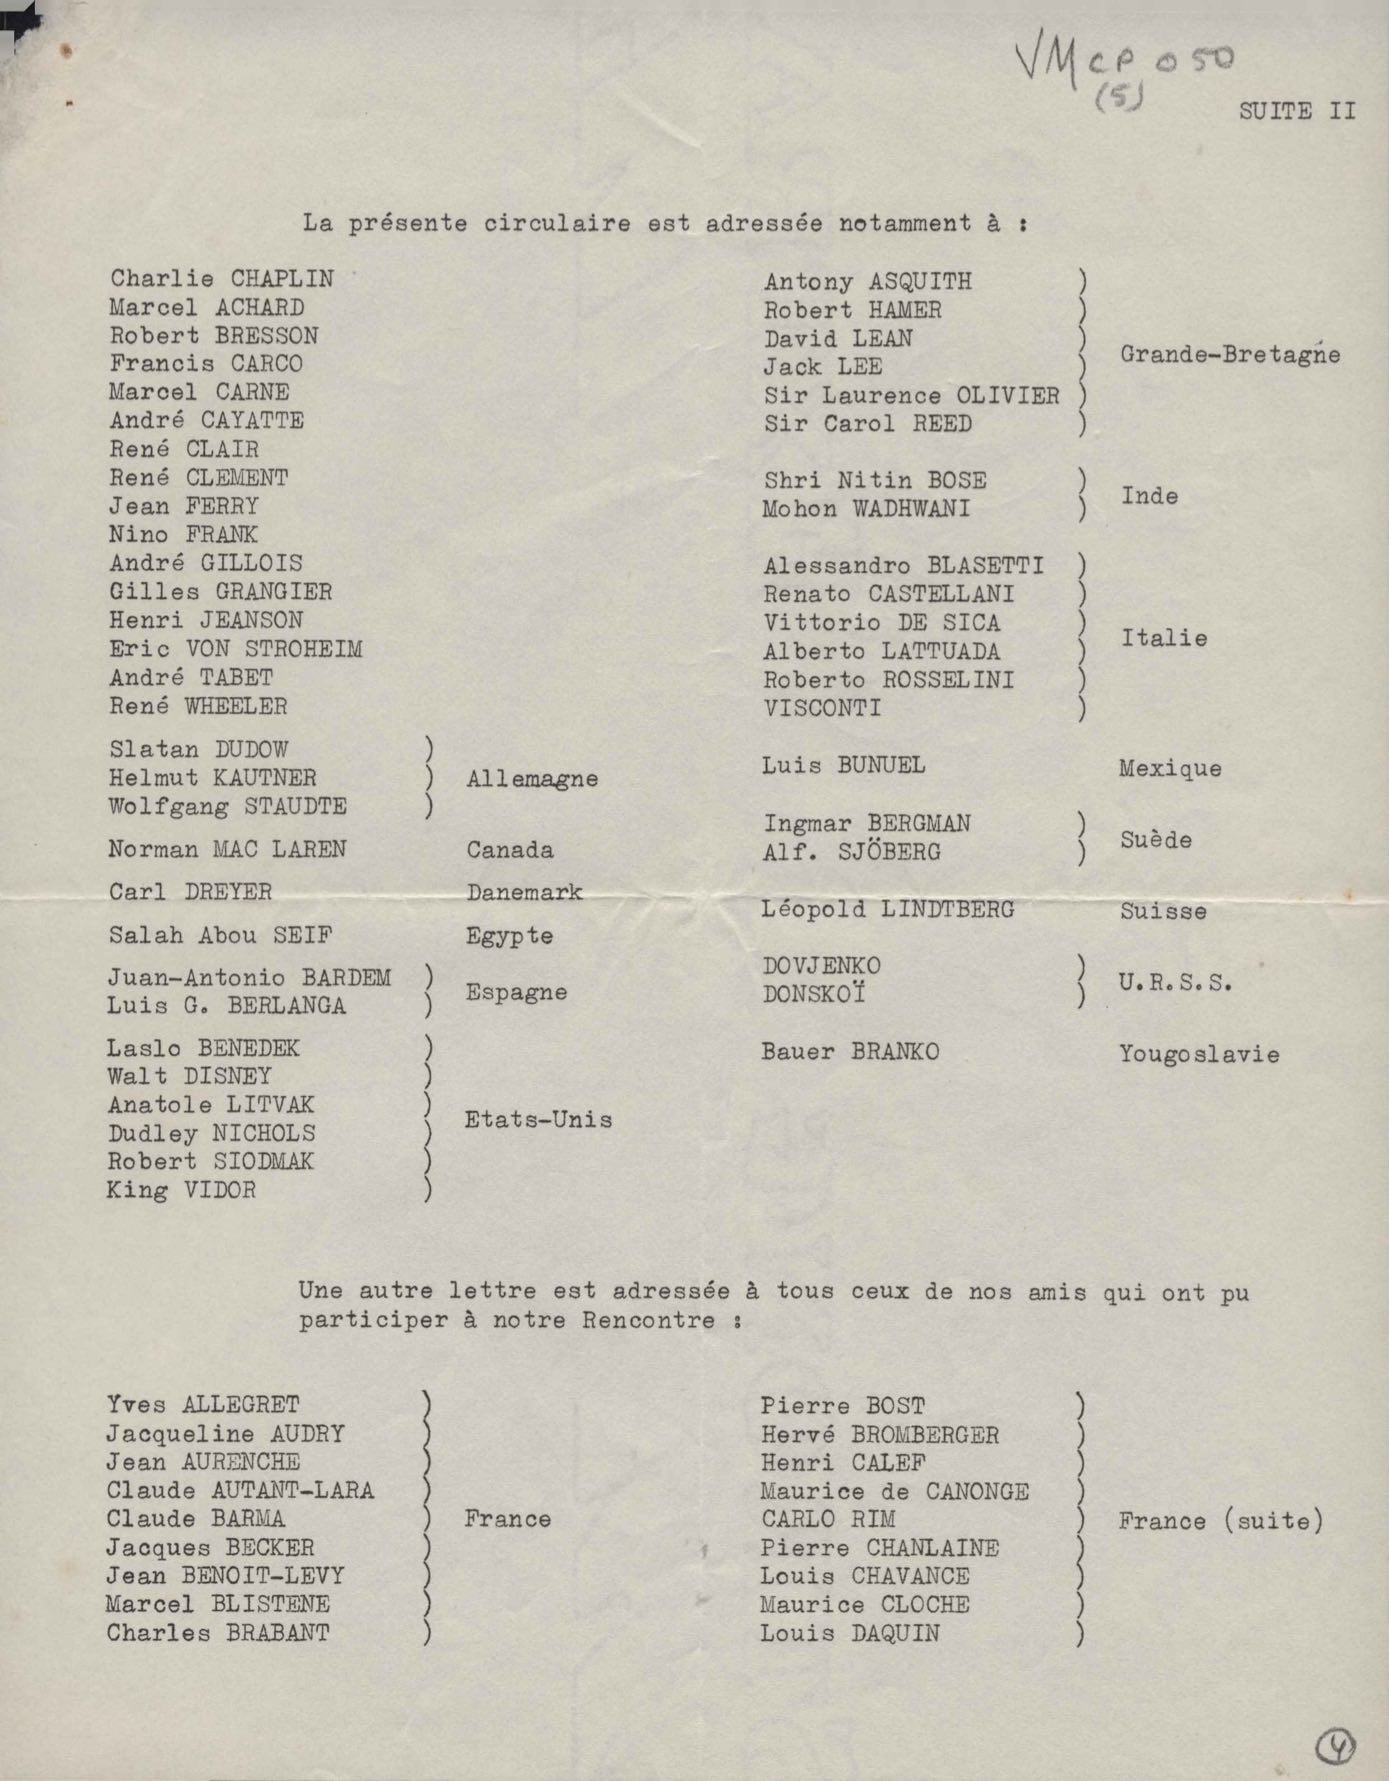 VM CP 050
(5)
SUITE II
La présente circulaire est adressée notamment à :
Charlie CHAPLIN
Marcel ACHARD
Robert BRESSON
Francis CARCO
Marcel CARNE
André CAYATTE
René CLAIR
René CLEMENT
Jean FERRY
Nino FRANK
André GILLOIS
Gilles GRANGIER
Henri JEANSON
Eric VON STROHEIM
André TABET
René WHEELER
Slatan DUDOW )
Helmut KAUTNER ) Allemagne
Wolfgang STAUDTE )
Norman MAC LAREN Canada
Carl DREYER Danemark
Salah Abou SEIF Egypte
Juan-Antonio BARDEM )
Luis G. BERLANGA ) Espagne
Laslo BENEDEK )
Walt DISNEY )
Anatole LITVAK )
Dudley NICHOLS ) Etats-Unis
Robert SIODMAK )
King VIDOR )
Antony ASQUITH )
Robert HAMER )
David LEAN )
Jack LEE ) Grande-Bretagne
Sir Laurence OLIVIER )
Sir Carol REED )
Shri Nitin BOSE )
Mohon WADHWANI ) Inde
Alessandro BLASETTI )
Renato CASTELLANI )
Vittorio DE SICA )
Alberto LATTUADA ) Italie
Roberto ROSSELINI )
VISCONTI )
Luis BUNUEL Mexique
Ingmar BERGMAN )
Alf. SJÖBERG ) Suède
Léopold LINDTBERG Suisse
DOVJENKO )
DONSKOÏ ) U.R.S.S.
Bauer BRANKO Yougoslavie
Une autre lettre est adressée à tous ceux de nos amis qui ont pu
participer à notre Rencontre :
Yves ALLEGRET )
Jacqueline AUDRY )
Jean AURENCHE )
Claude AUTANT-LARA )
Claude BARMA ) France
Jacques BECKER )
Jean BENOIT-LEVY )
Marcel BLISTENE )
Charles BRABANT )
Pierre BOST )
Hervé BROMBERGER )
Henri CALEF )
Maurice de CANONGE )
CARLO RIM ) France (suite)
Pierre CHANLAINE )
Louis CHAVANCE )
Maurice CLOCHE )
Louis DAQUIN )
4